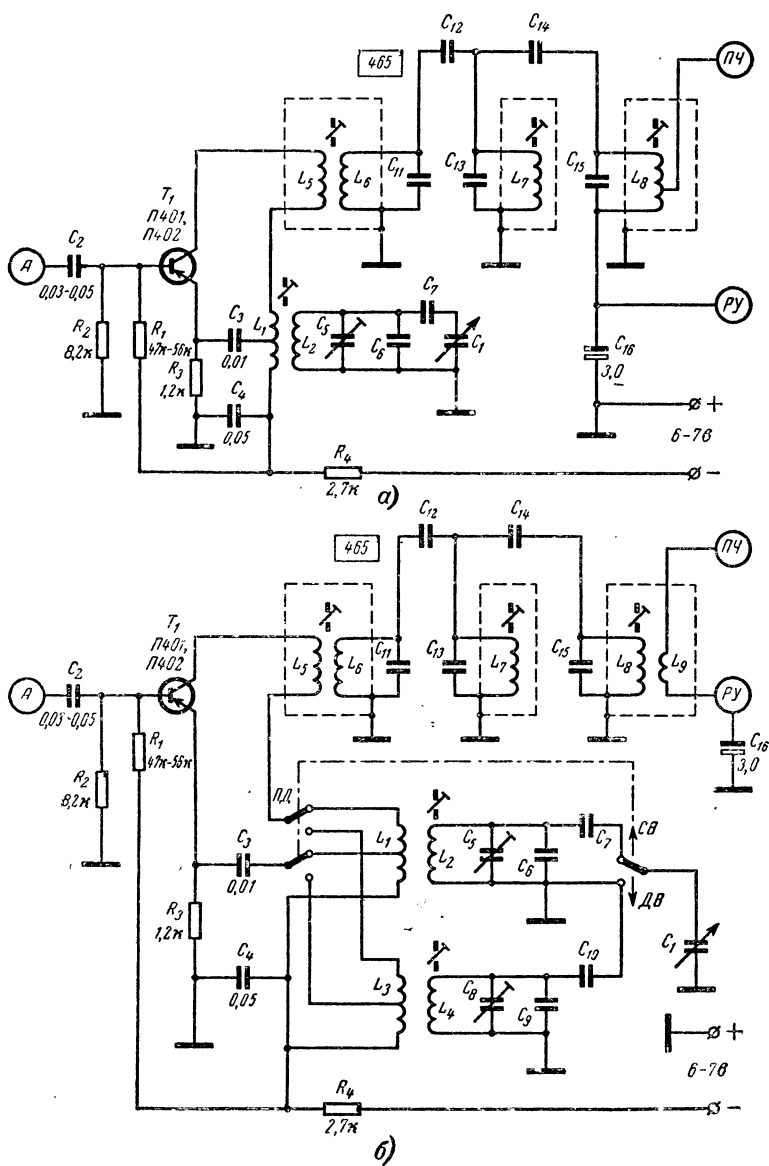 C12
C14
465
ПЧ
L5
L6
C11
C13
L7
C15
L8
T1
П401,
П402
A
C2
0,03-0,05
R2
8,2к
R1
47к-56к
C3
0,01
L1
L2
C5
C6
C7
C1
R3
1,2к
C4
0,05
РУ
C16
3,0
+
6-7В
R4
2,7к
-
а)
C12
C14
465
ПЧ
T1
П401,
П402
L5
L6
C11
C13
L7
C15
L8
L9
A
C2
0,03-0,05
РУ
R1
47к-56к
C16
3,0
R2
8,2к
ПД
C3
0,01
L1
L2
C5
C6
C7
СВ
ДВ
R3
1,2к
C4
0,05
L3
L4
C8
C9
C10
C1
+
6-7В
R4
2,7к
-
б)